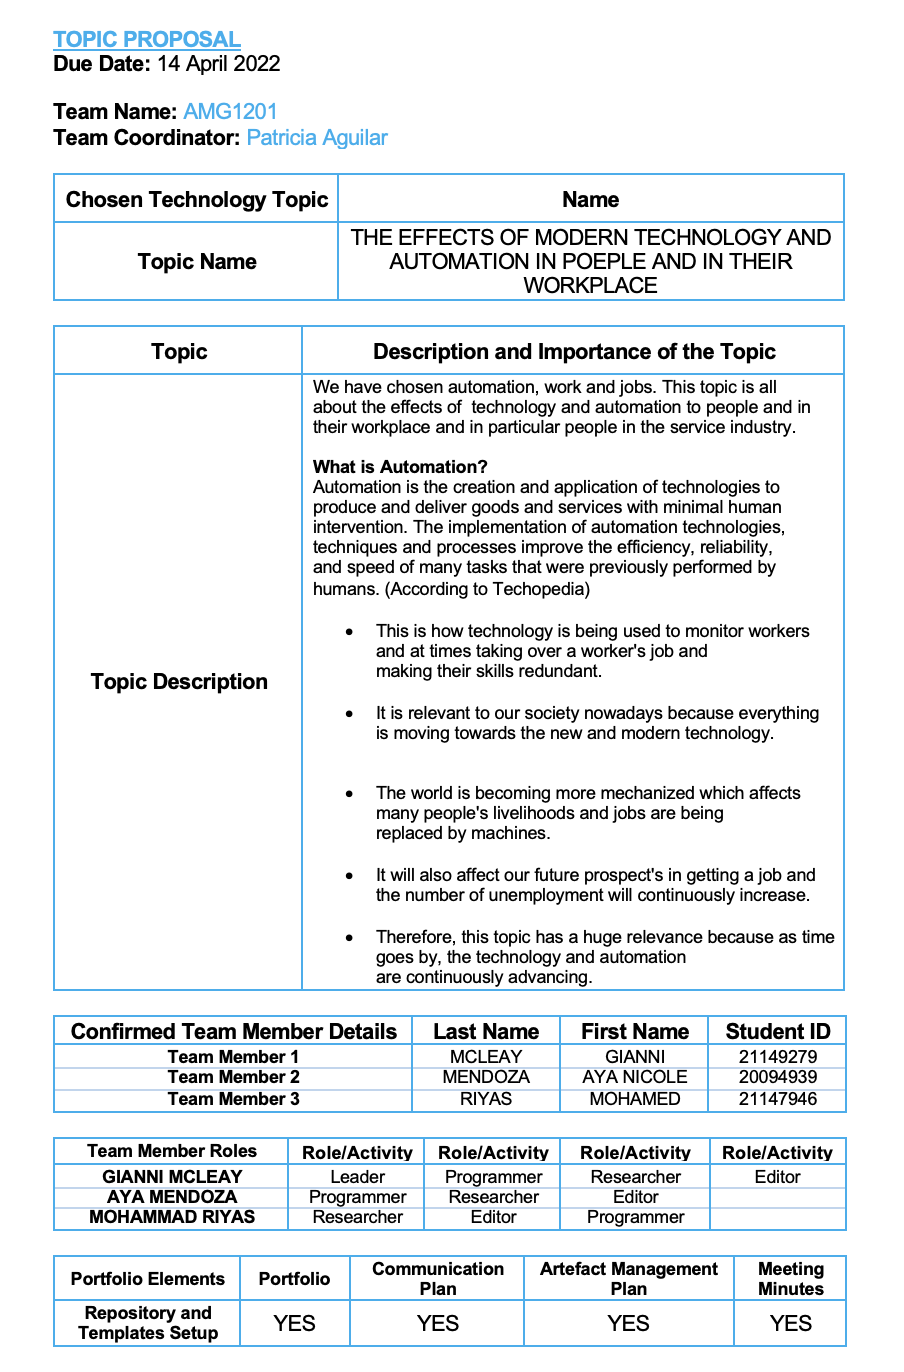 TOPIC PROPOSAL
Due Date: 14 April 2022
Team Name: AMG1201
Team Coordinator: Patricia Aguilar
Chosen Technology Topic Name
Topic Name
THE EFFECTS OF MODERN TECHNOLOGY AND
AUTOMATION IN POEPLE AND IN THEIR
WORKPLACE
Topic Description and Importance of the Topic
Topic Description
We have chosen automation, work and jobs. This topic is all
about the effects of  technology and automation to people and in
their workplace and in particular people in the service industry.
What is Automation?
Automation is the creation and application of technologies to
produce and deliver goods and services with minimal human
intervention. The implementation of automation technologies,
techniques and processes improve the efficiency, reliability,
and speed of many tasks that were previously performed by
humans. (According to Techopedia)
• This is how technology is being used to monitor workers
and at times taking over a worker's job and
making their skills redundant.
• It is relevant to our society nowadays because everything
is moving towards the new and modern technology.
• The world is becoming more mechanized which affects
many people's livelihoods and jobs are being
replaced by machines.
• It will also affect our future prospect's in getting a job and
the number of unemployment will continuously increase.
• Therefore, this topic has a huge relevance because as time
goes by, the technology and automation
are continuously advancing.
Confirmed Team Member Details Last Name First Name Student ID
Team Member 1 MCLEAY GIANNI 21149279
Team Member 2 MENDOZA AYA NICOLE 20094939
Team Member 3 RIYAS MOHAMED 21147946
Team Member Roles Role/Activity Role/Activity Role/Activity Role/Activity
GIANNI MCLEAY Leader Programmer Researcher Editor
AYA MENDOZA Programmer Researcher Editor
MOHAMMAD RIYAS Researcher Editor Programmer
Portfolio Elements Portfolio
Communication
Plan
Artefact Management
Plan
Meeting
Minutes
Repository and
Templates Setup
YES YES YES YES